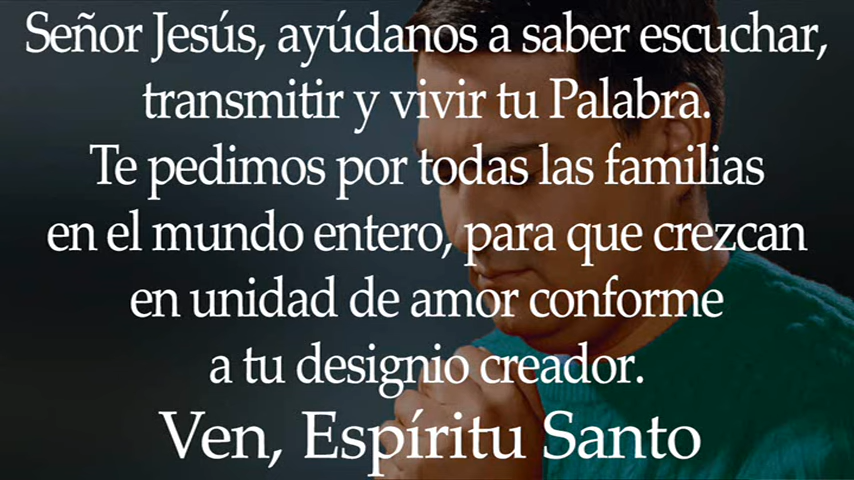 Señor Jesús, ayúdanos a saber escuchar,
transmitir y vivir tu Palabra.
Te pedimos por todas las familias
en el mundo entero, para que crezcan
en unidad de amor conforme
a tu designio creador.
Ven, Espíritu Santo